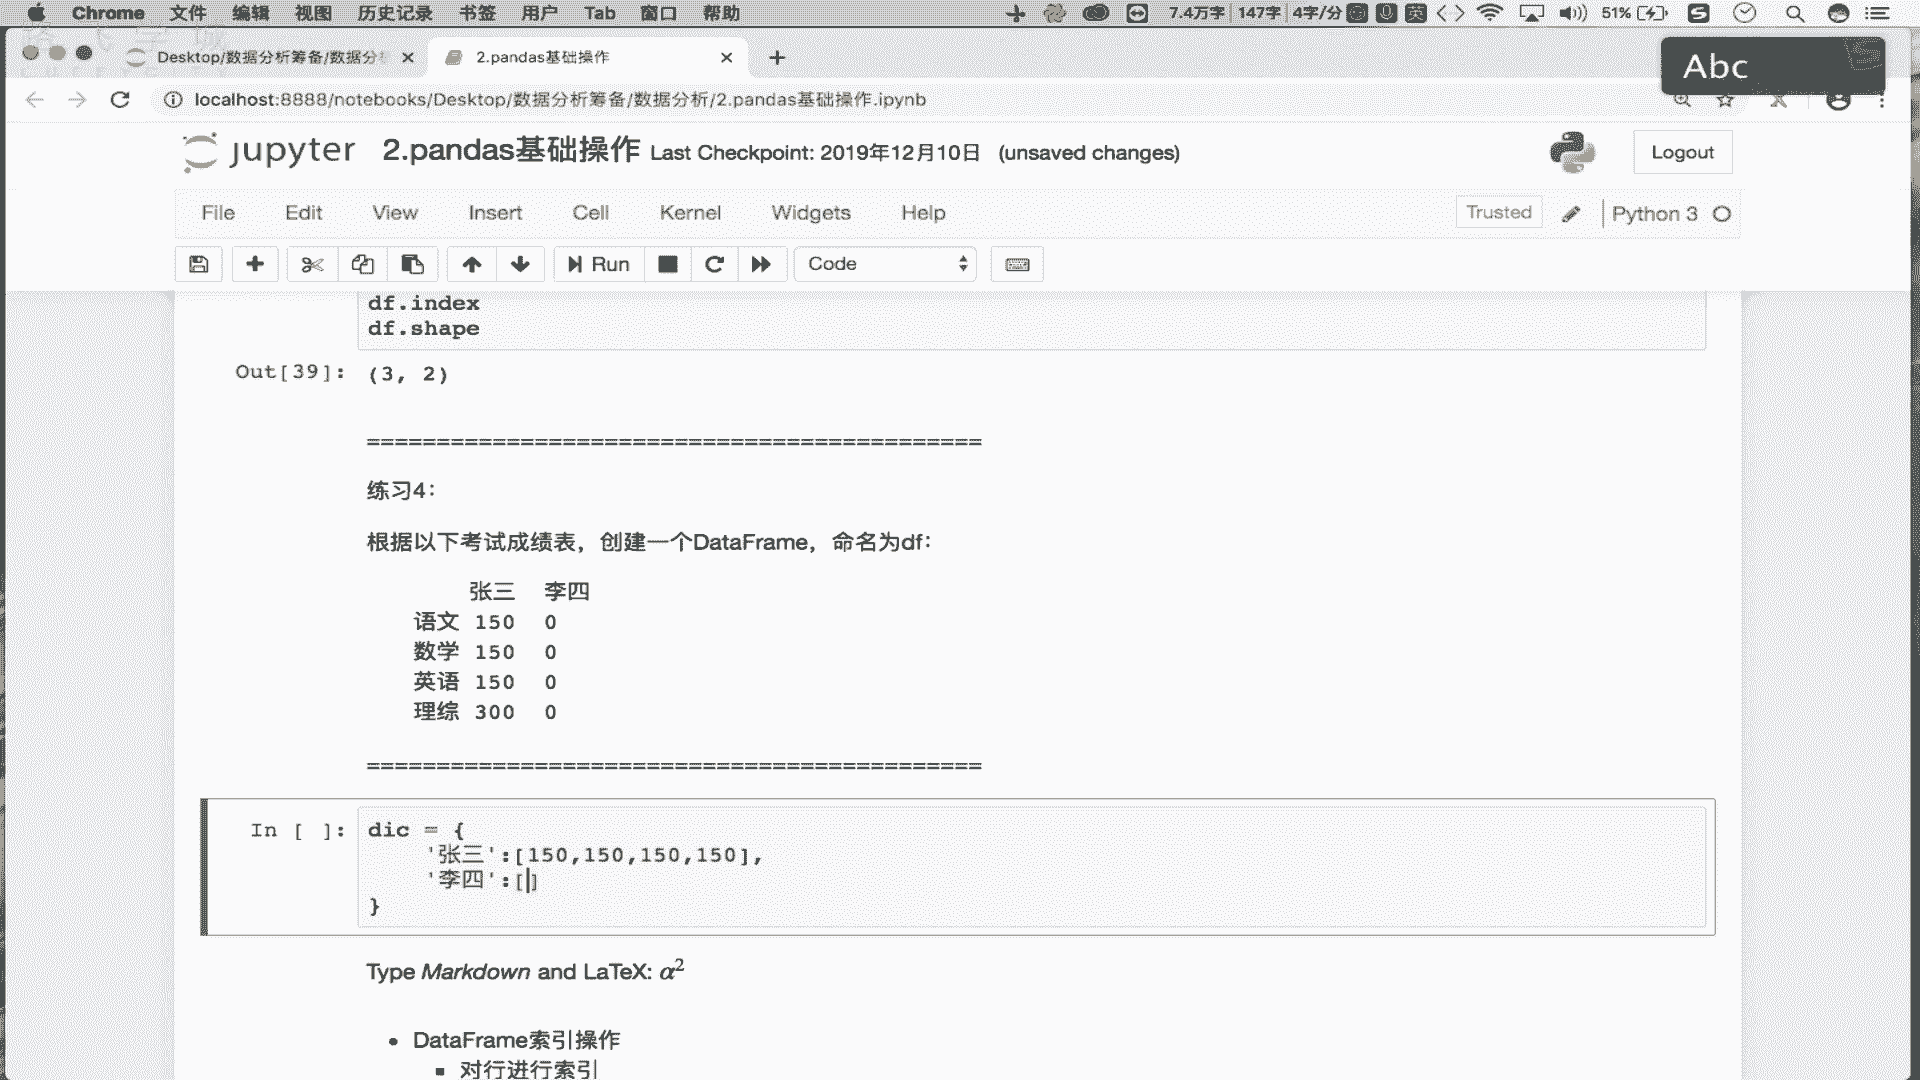 Chrome 文件 编辑 视图 历史记录 书签 用户 Tab 窗口 帮助 7.4万字 147字 4字/分 英 51%
Desktop/数据分析筹备/数据分析 2.pandas基础操作
Abc
localhost:8888/notebooks/Desktop/数据分析筹备/数据分析/2.pandas基础操作.ipynb
jupyter 2.pandas基础操作 Last Checkpoint: 2019年12月10日 (unsaved changes)
Logout
File Edit View Insert Cell Kernel Widgets Help Trusted Python 3
Run Code
df.index
df.shape
Out[39]: (3, 2)
============================================
练习4：
根据以下考试成绩表，创建一个DataFrame，命名为df：
张三 李四
语文 150 0
数学 150 0
英语 150 0
理综 300 0
============================================
In [ ]: dic = {
'张三':[150,150,150,150],
'李四':[]
}
Type Markdown and LaTeX: α²
• DataFrame索引操作
▪ 对行进行索引